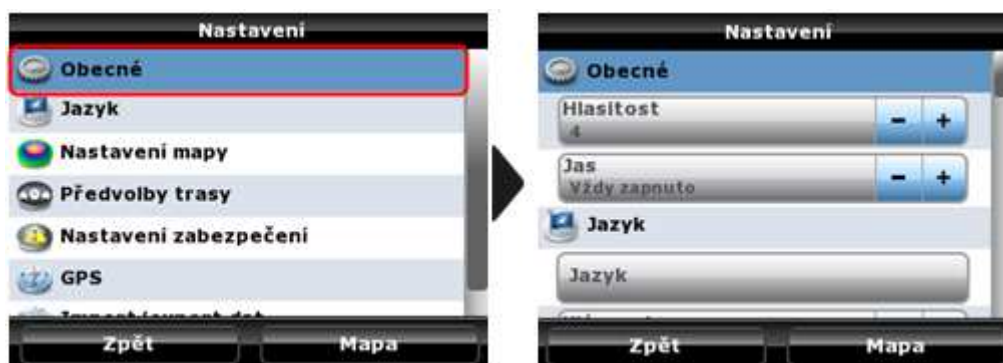 Nastavení
Obecné
Jazyk
Nastavení mapy
Předvolby trasy
Nastavení zabezpečení
GPS
Zpět
Mapa
Nastavení
Obecné
Hlasitost
4
Jas
Vždy zapnuto
Jazyk
Jazyk
Zpět
Mapa